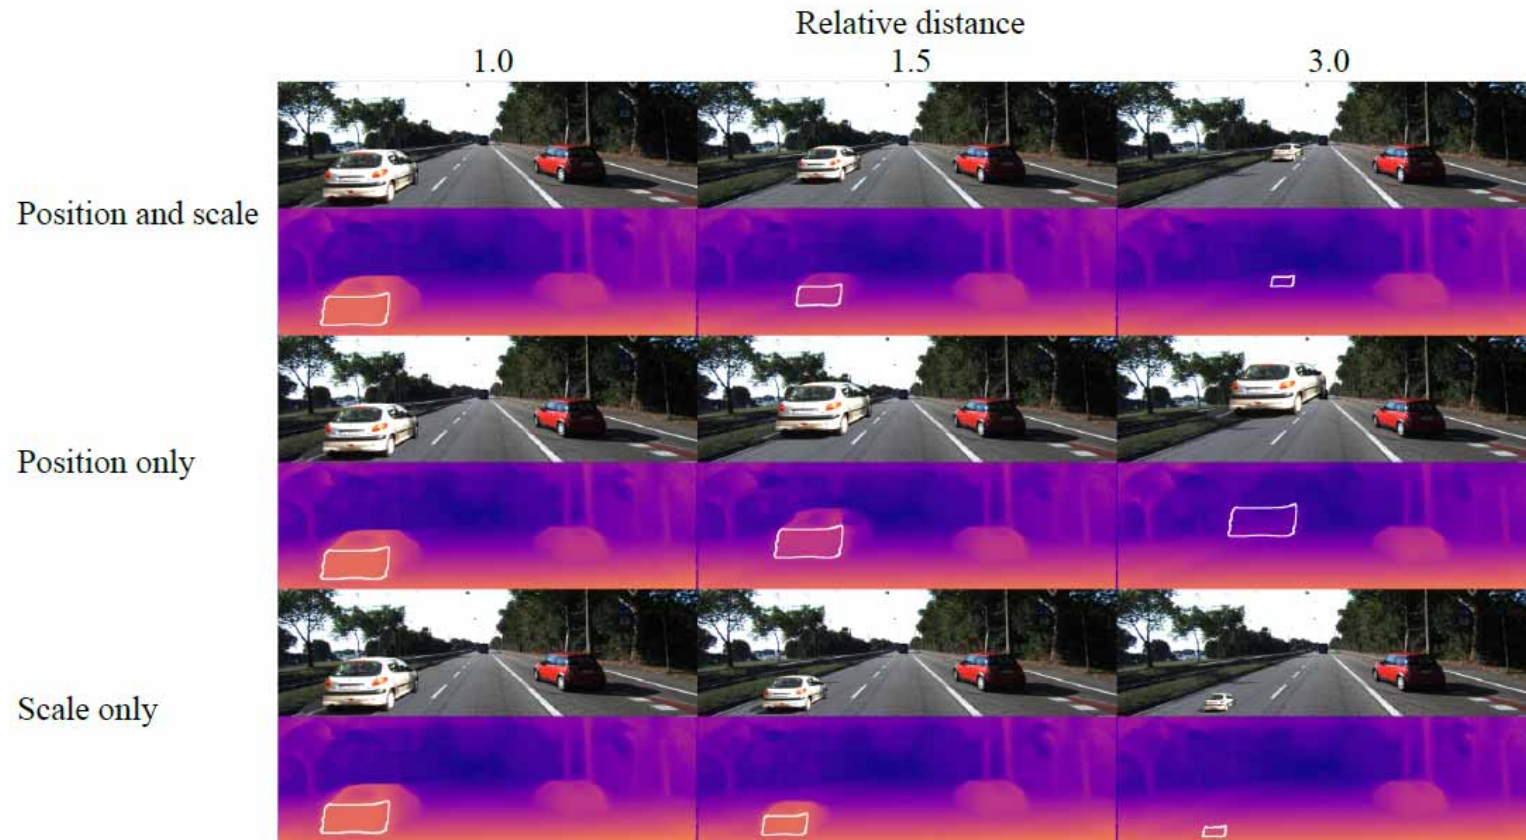 Relative distance
1.0 1.5 3.0
Position and scale
Position only
Scale only